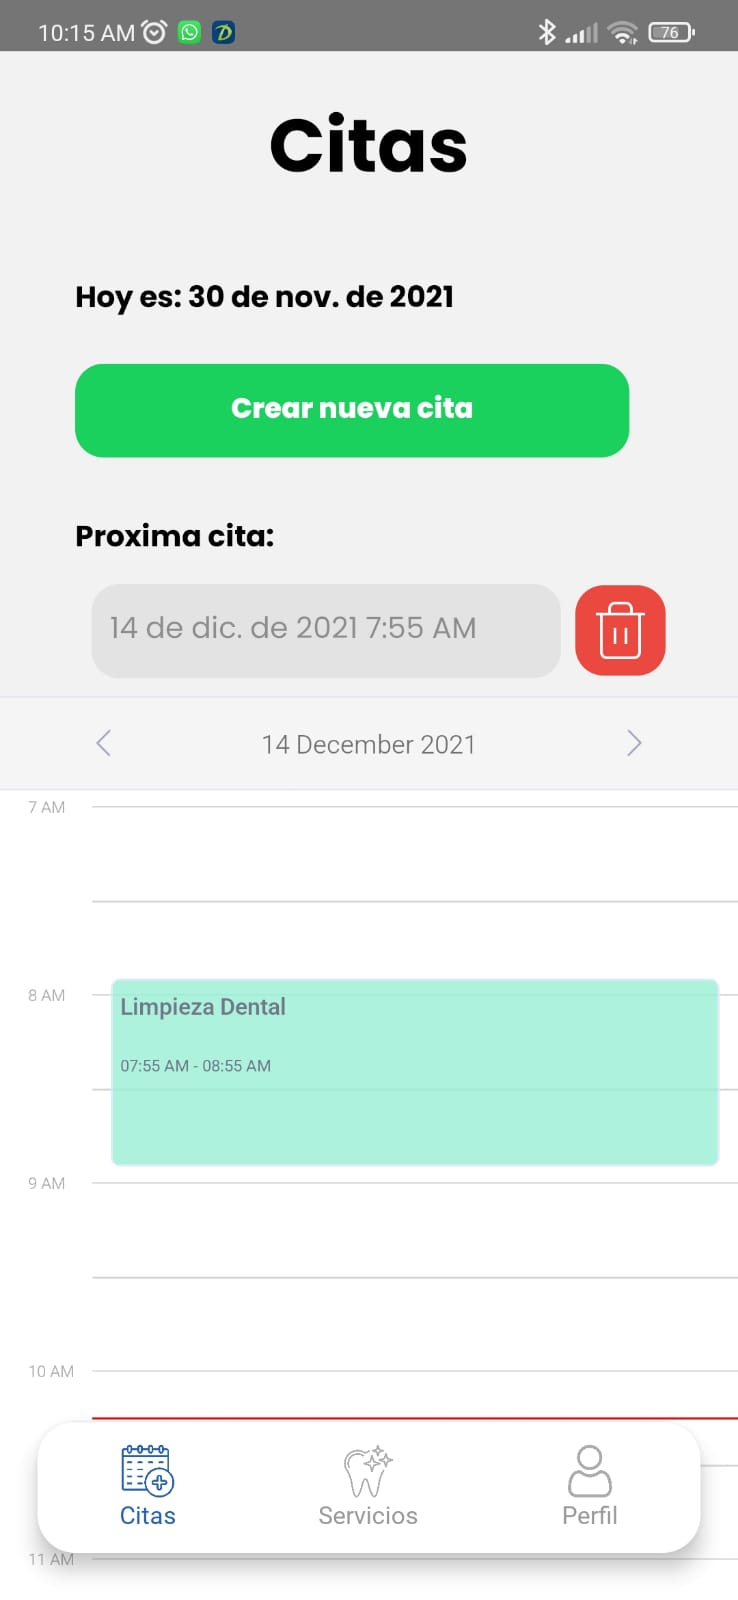 10:15 AM
76
Citas
Hoy es: 30 de nov. de 2021
Crear nueva cita
Proxima cita:
14 de dic. de 2021 7:55 AM
14 December 2021
7 AM
8 AM
Limpieza Dental
07:55 AM - 08:55 AM
9 AM
10 AM
Citas
Servicios
Perfil
11 AM